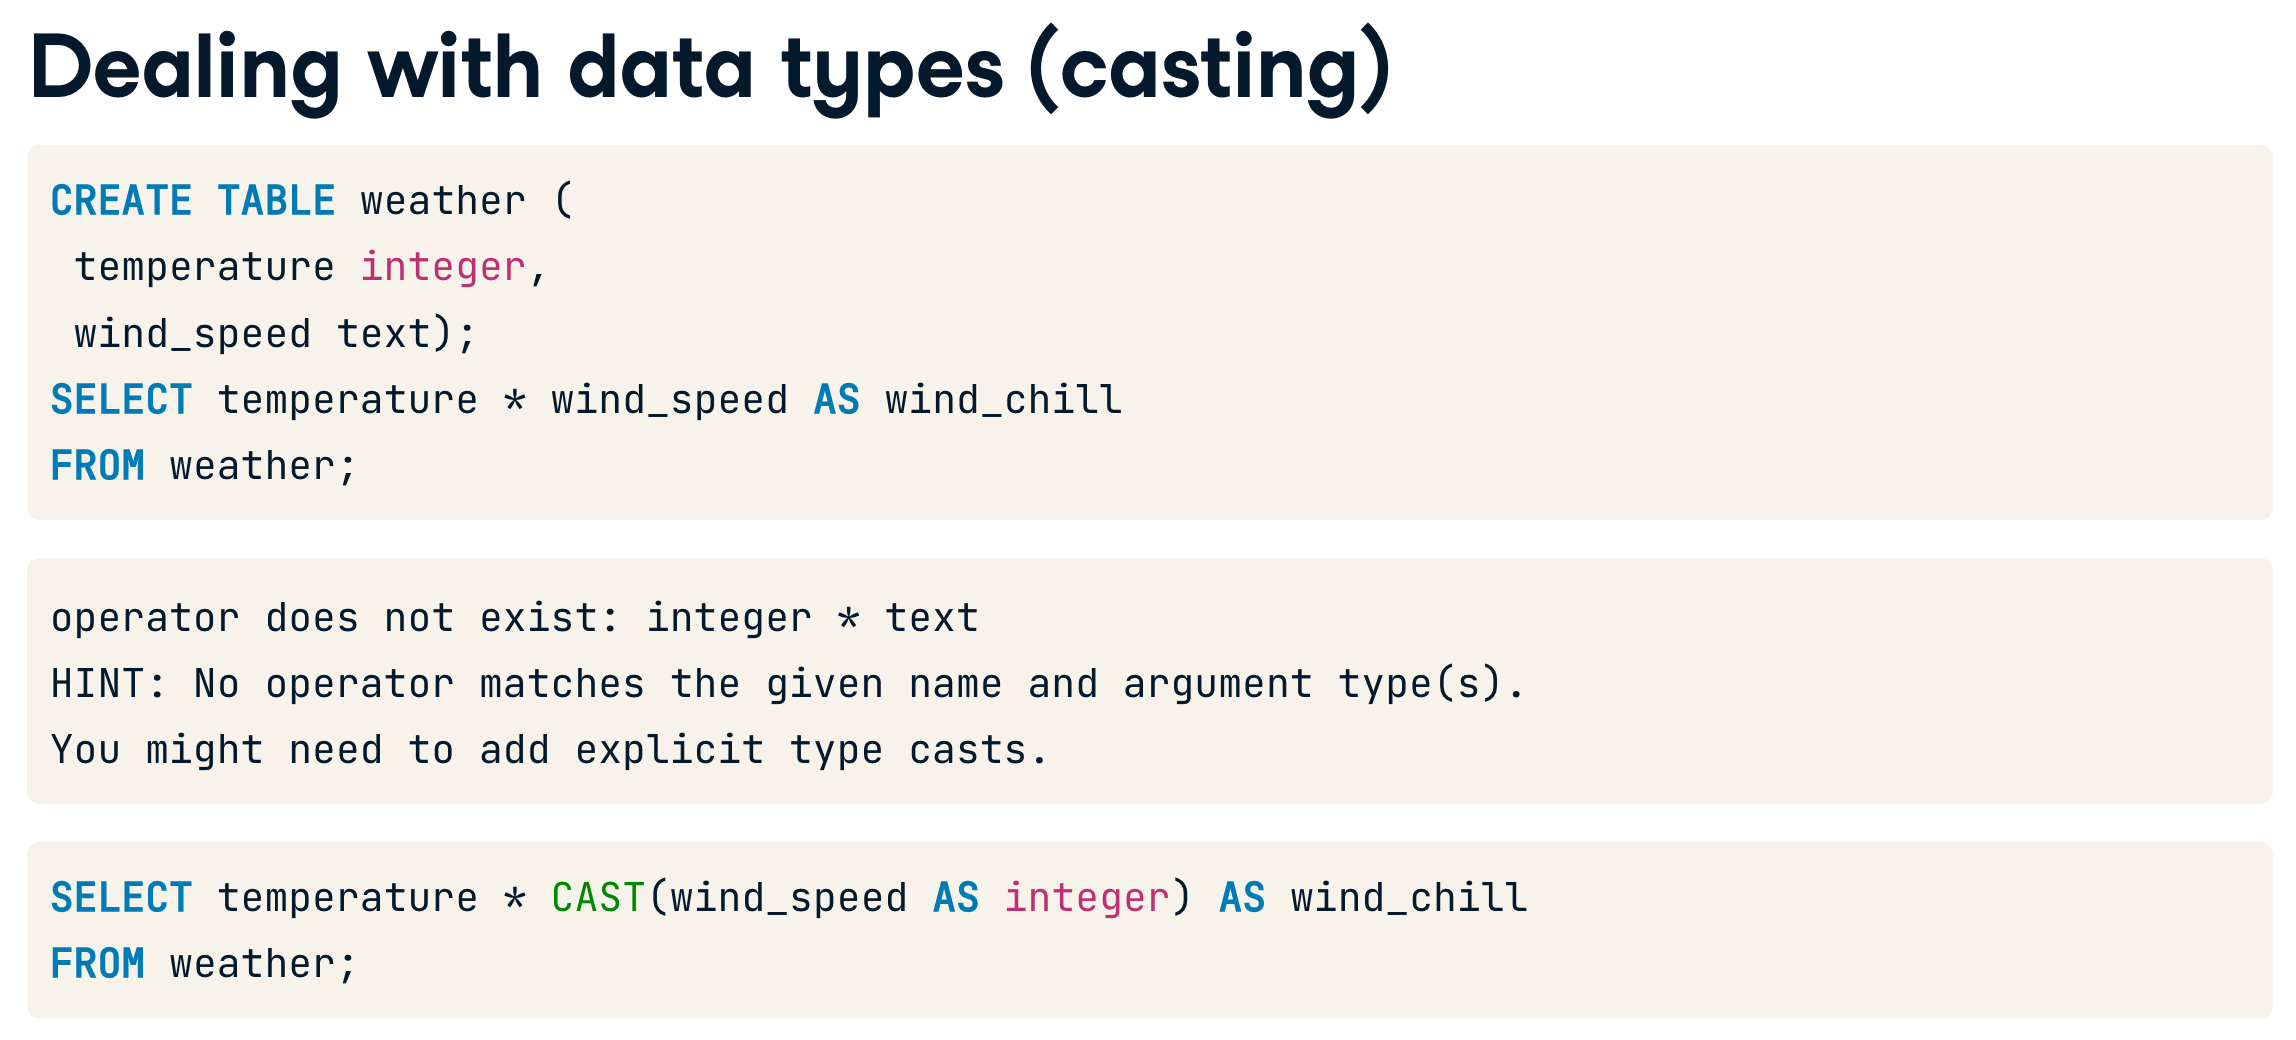 Dealing with data types (casting)
CREATE TABLE weather (
 temperature integer,
 wind_speed text);
SELECT temperature * wind_speed AS wind_chill
FROM weather;
operator does not exist: integer * text
HINT: No operator matches the given name and argument type(s).
You might need to add explicit type casts.
SELECT temperature * CAST(wind_speed AS integer) AS wind_chill
FROM weather;